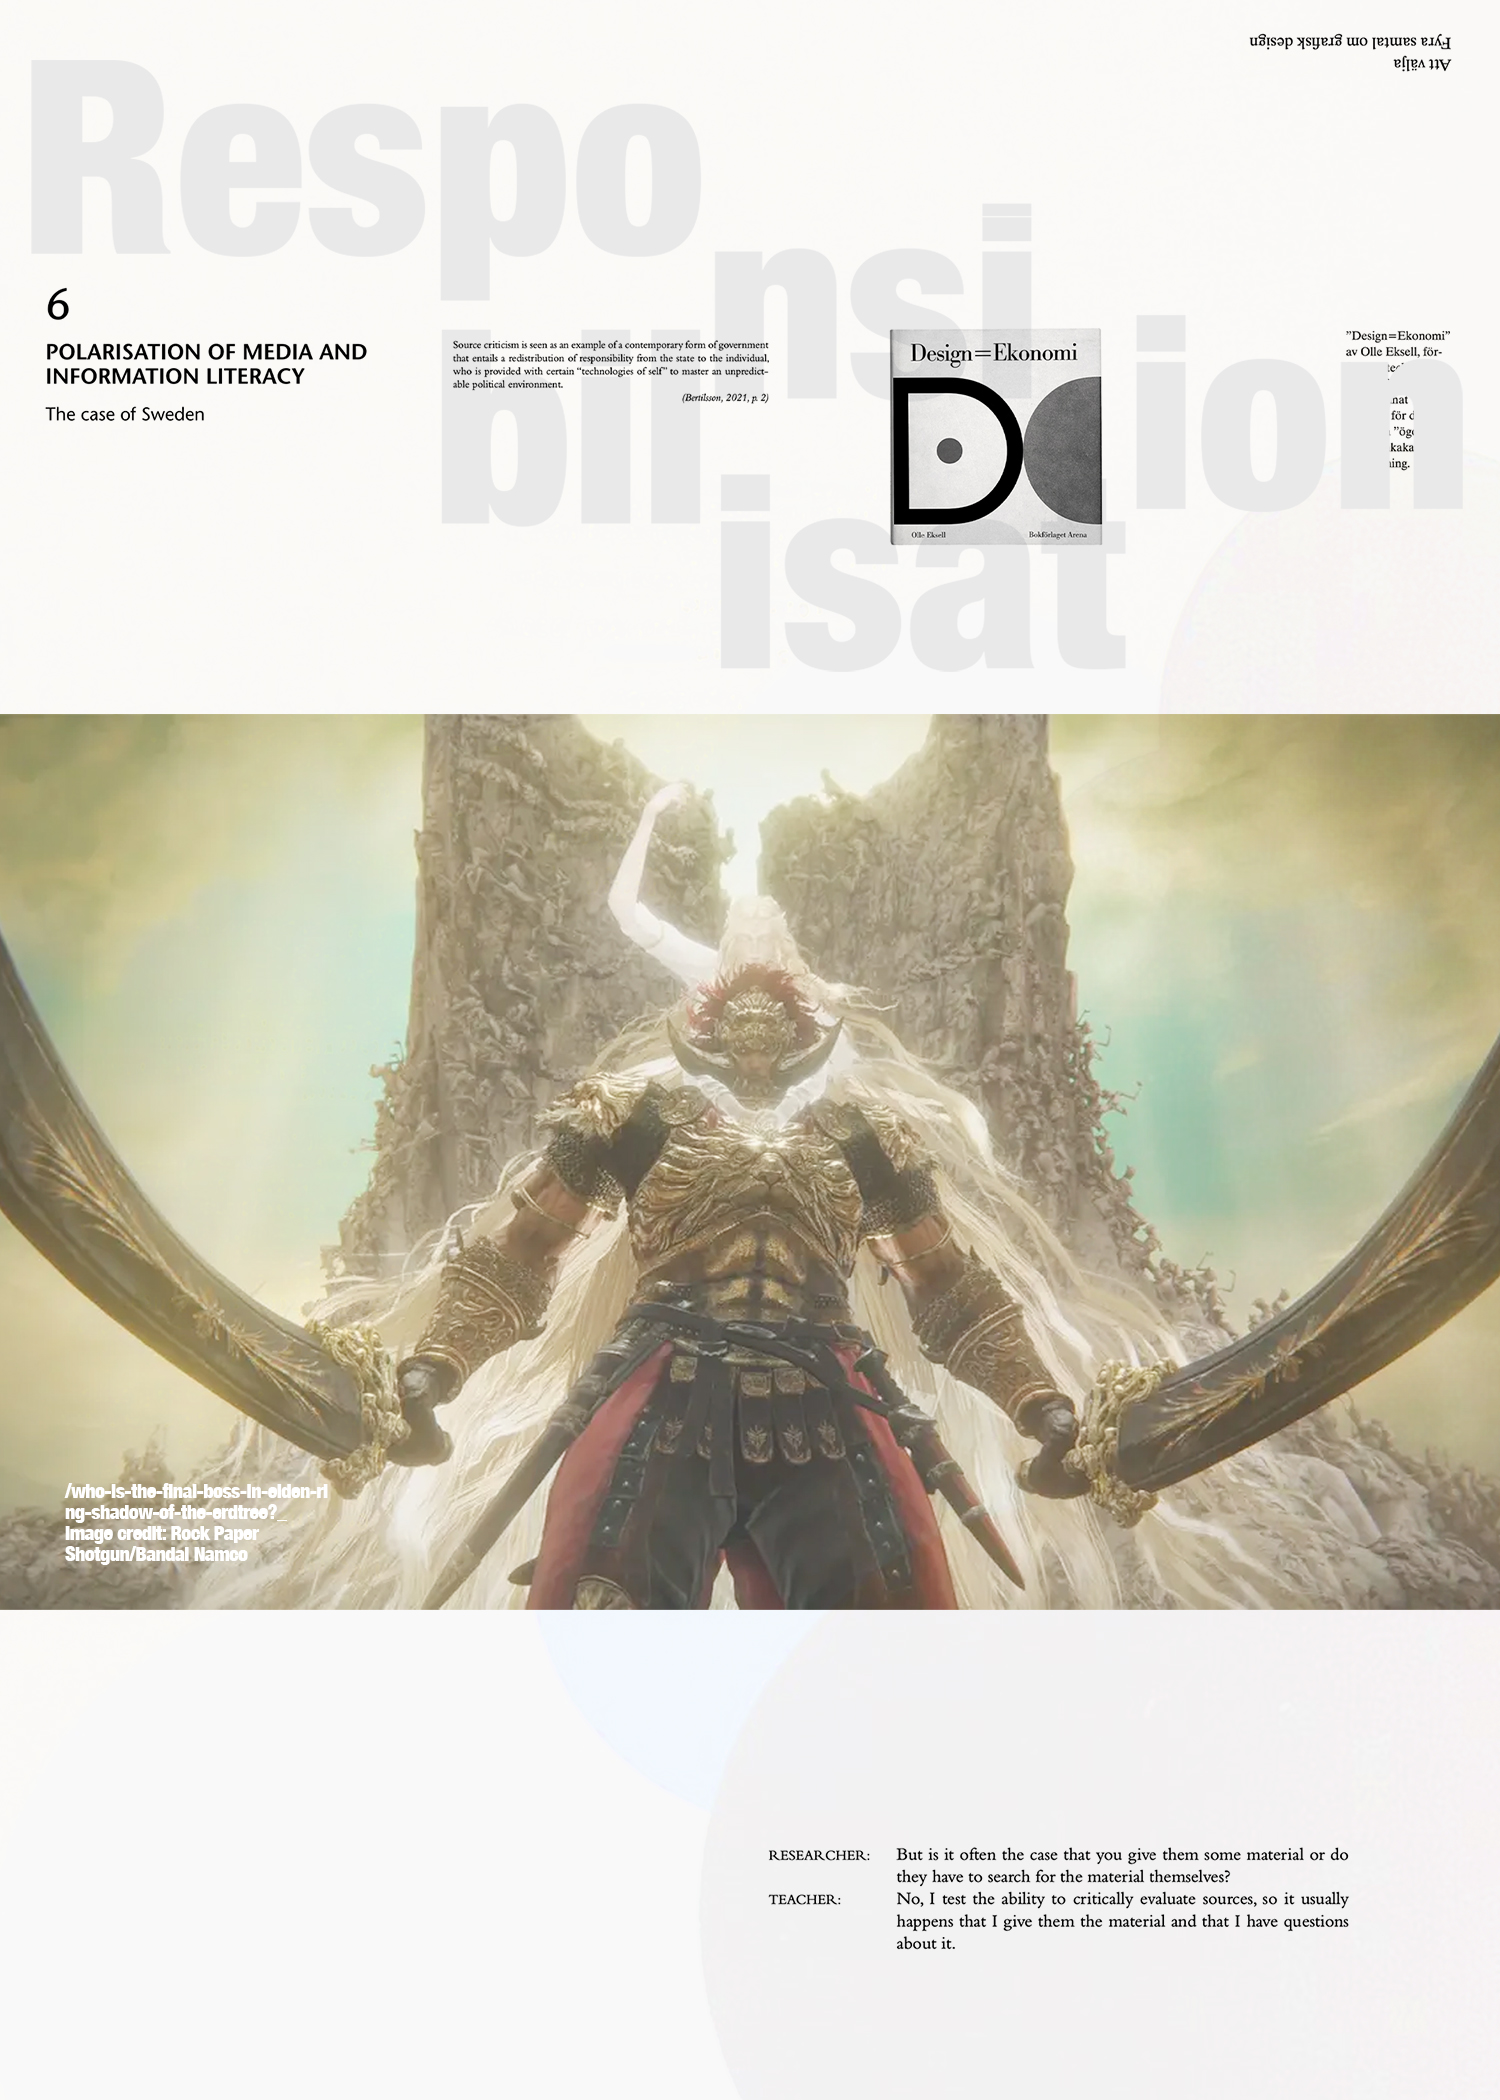 Fyra samtal om grafisk design
Att välja
Respo
nsi
bili
isat
ion
6
POLARISATION OF MEDIA AND
INFORMATION LITERACY
The case of Sweden
Source criticism is seen as an example of a contemporary form of government
that entails a redistribution of responsibility from the state to the individual,
who is provided with certain “technologies of self” to master an unpredict-
able political environment.
(Bertilsson, 2021, p. 2)
Design=Ekonomi
Olle Eksell
Bokförlaget Arena
”Design=Ekonomi”
av Olle Eksell, för-
för
ning.
/who-is-the-final-boss-in-elden-ri
ng-shadow-of-the-erdtree?_
Image credit: Rock Paper
Shotgun/Bandai Namco
RESEARCHER: But is it often the case that you give them some material or do
they have to search for the material themselves?
TEACHER: No, I test the ability to critically evaluate sources, so it usually
happens that I give them the material and that I have questions
about it.